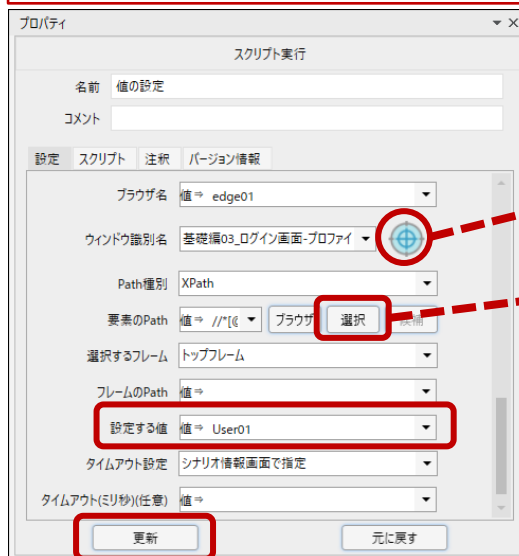 プロパティ
スクリプト実行
名前 値の設定
コメント
設定 スクリプト 注釈 バージョン情報
ブラウザ名 値⇒ edge01
ウィンドウ識別名 基礎編03_ログイン画面-プロファイ
Path種別 XPath
要素のPath 値⇒ //*[@ ブラウザ 選択 候補
選択するフレーム トップフレーム
フレームのPath 値⇒
設定する値 値⇒ User01
タイムアウト設定 シナリオ情報画面で指定
タイムアウト(ミリ秒)(任意) 値⇒
更新 元に戻す